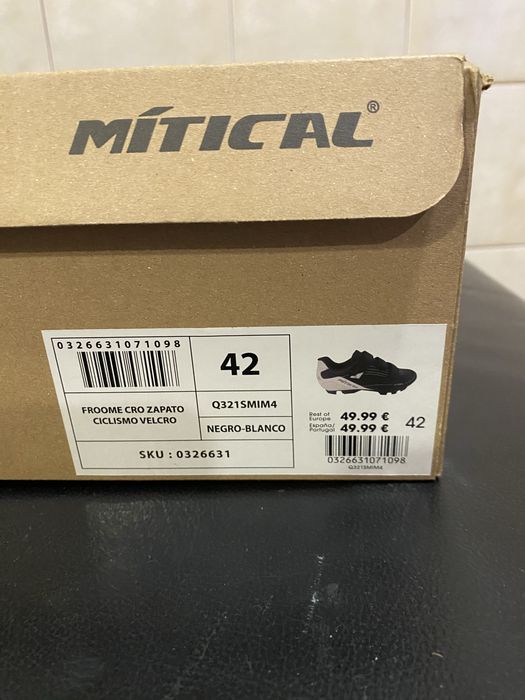 MÍTICAL®
0326631071098
FROOME CRO ZAPATO
CICLISMO VELCRO
42
Q321SMIM4
NEGRO-BLANCO
SKU : 0326631
Rest of
Europe 49.99 €
España/
Portugal 49.99 €
42
0326631071098
Q321SMIM4